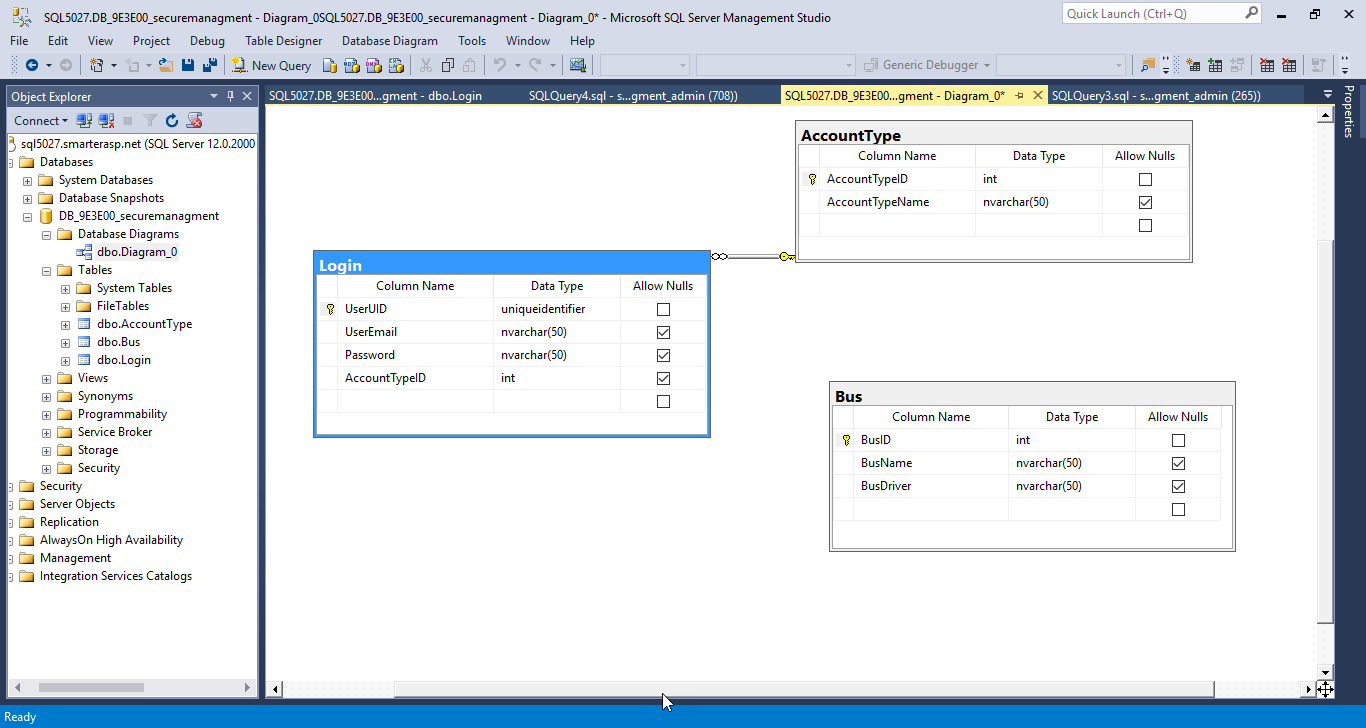 SQL5027.DB_9E3E00_securemanagment - Diagram_0SQL5027.DB_9E3E00_securemanagment - Diagram_0* - Microsoft SQL Server Management Studio
Quick Launch (Ctrl+Q)
File Edit View Project Debug Table Designer Database Diagram Tools Window Help
New Query
Generic Debugger
Object Explorer
SQL5027.DB_9E3E00...gment - dbo.Login
SQLQuery4.sql - s...gment_admin (708))
SQL5027.DB_9E3E00...gment - Diagram_0*
SQLQuery3.sql - s...gment_admin (265))
Properties
Connect
sql5027.smarterasp.net (SQL Server 12.0.2000
Databases
System Databases
Database Snapshots
DB_9E3E00_securemanagment
Database Diagrams
dbo.Diagram_0
Tables
System Tables
FileTables
dbo.AccountType
dbo.Bus
dbo.Login
Views
Synonyms
Programmability
Service Broker
Storage
Security
Security
Server Objects
Replication
AlwaysOn High Availability
Management
Integration Services Catalogs
AccountType
Column Name Data Type Allow Nulls
AccountTypeID int
AccountTypeName nvarchar(50)
Login
Column Name Data Type Allow Nulls
UserUID uniqueidentifier
UserEmail nvarchar(50)
Password nvarchar(50)
AccountTypeID int
Bus
Column Name Data Type Allow Nulls
BusID int
BusName nvarchar(50)
BusDriver nvarchar(50)
Ready